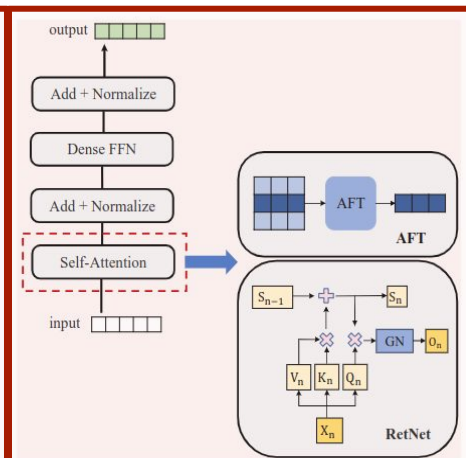 output
Add + Normalize
Dense FFN
Add + Normalize
Self-Attention
input
AFT
AFT
Sₙ₋₁
Sₙ
GN
Oₙ
Vₙ
Kₙ
Qₙ
Xₙ
RetNet